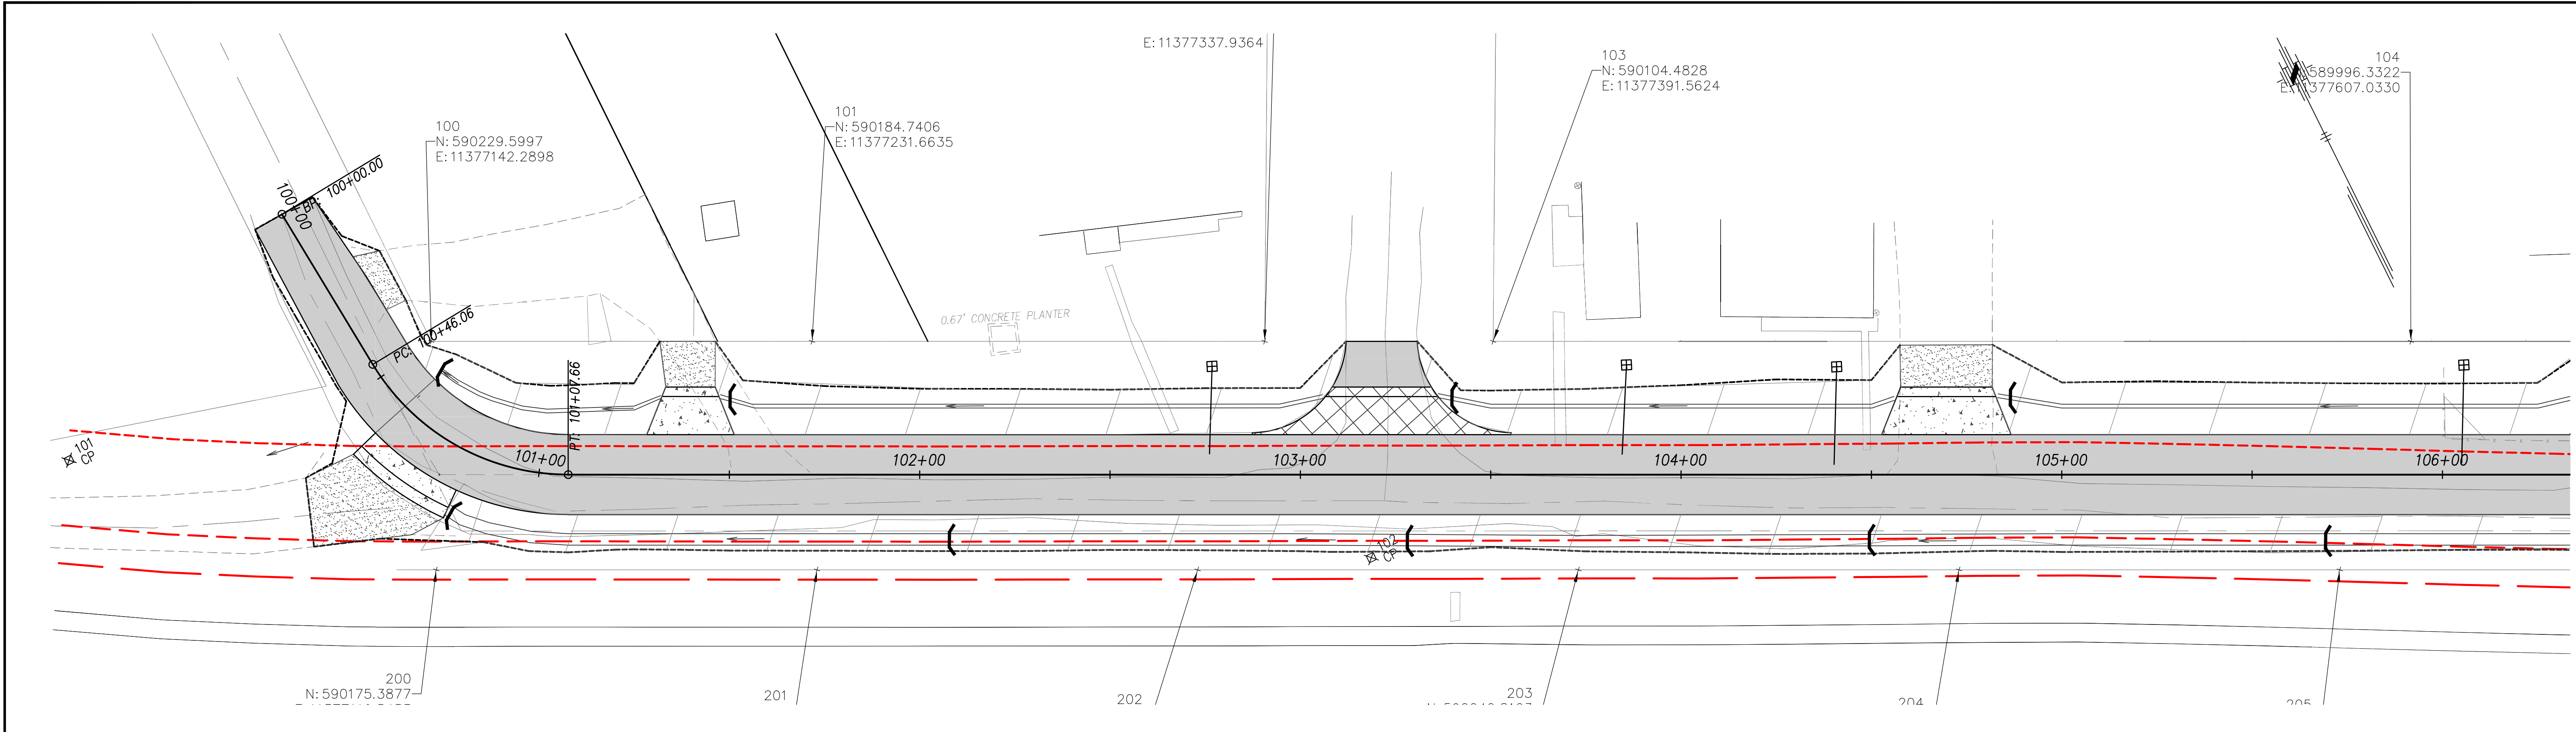 E: 11377337.9364
103
N: 590104.4828
E: 11377391.5624
104
589996.3322
E: 11377607.0330
101
N: 590184.7406
E: 11377231.6635
100
N: 590229.5997
E: 11377142.2898
100+00
BP: 100+00.00
PC: 100+46.06
PT: 101+07.66
0.67' CONCRETE PLANTER
101
CP
101+00
102+00
103+00
104+00
105+00
106+00
102
CP
200
N: 590175.3877
201
202
203
204
205